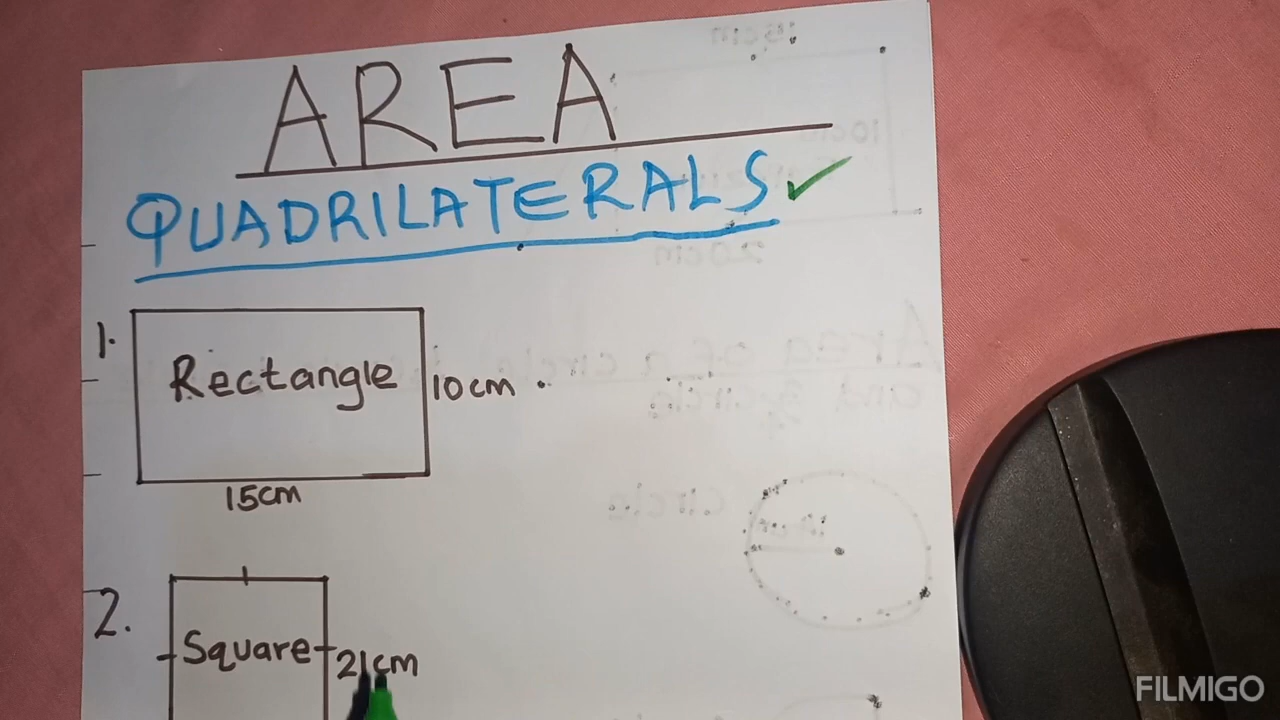 AREA
QUADRILATERALS
1.
Rectangle
10cm
15cm
2.
Square
21cm
FILMIGO